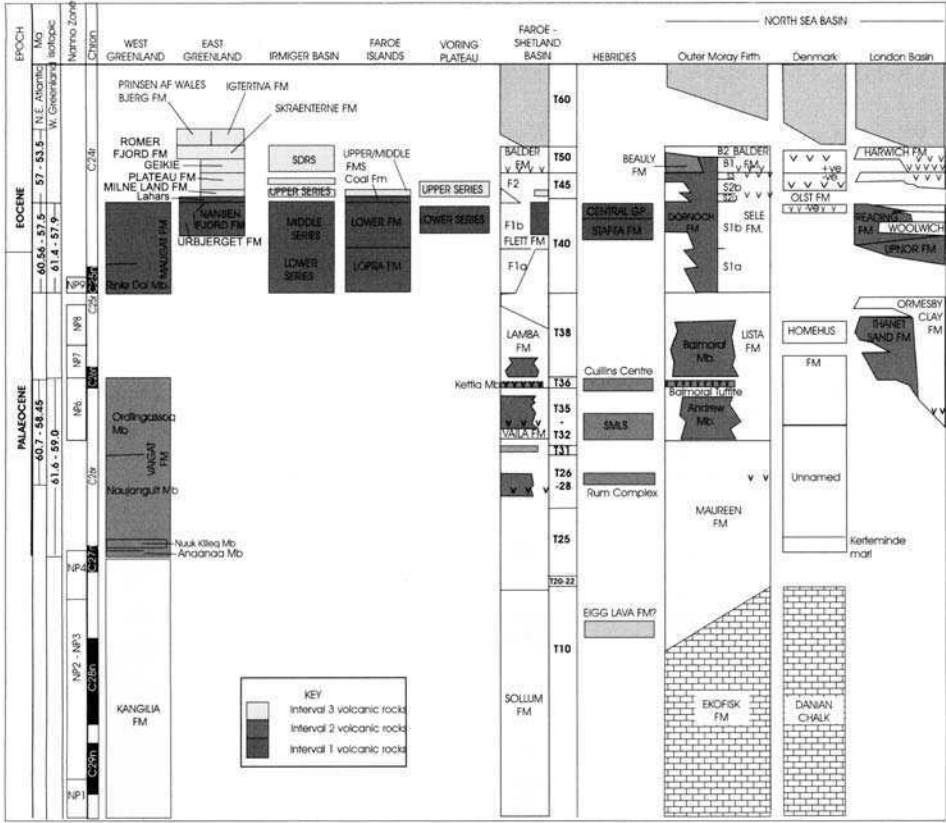 NORTH SEA BASIN
EPOCH
Ma
N.E. Atlantic
W. Greenland
Isotopic
Nanno Zone
Chron
WEST
GREENLAND
EAST
GREENLAND
IRMIGER BASIN
FAROE
ISLANDS
VORING
PLATEAU
FAROE -
SHETLAND
BASIN
HEBRIDES
Outer Moray Firth
Denmark
London Basin
EOCENE
PALAEOCENE
57 - 53.5
60.56 - 57.5
61.4 - 57.9
60.7 - 58.45
61.6 - 59.0
NP9
NP8
NP7
NP6
NP4
NP2 - NP3
NP1
C24r
C25r
C26r
C28n
C29n
MALIGAT FM
Rinke Dal Mb.
Ordlingassoq
Mb
VAIGAT
FM
Naujanguit Mb
Nuuk Killeq Mb
Anaanaa Mb
KANGILIA
FM
PRINSEN AF WALES
BJERG FM
IGTERTIVA FM
SKRAENTERNE FM
ROMER
FJORD FM
GEIKIE
PLATEAU FM
MILNE LAND FM
Lahars
NANSEN
FJORD FM
URBJERGET FM
SDRS
UPPER SERIES
MIDDLE
SERIES
LOWER
SERIES
UPPER/MIDDLE
FMS
Coal Fm
LOWER FM
LOPRA FM
UPPER SERIES
LOWER SERIES
BALDER
FM
F2
F1b
FLETT FM
F1a
LAMBA
FM
Kettla Mb
VAILA FM
SOLLUM
FM
T60
T50
T45
T40
T38
T36
T35
-
T32
T31
T26
-28
T25
T20-22
T10
CENTRAL GP
STAFFA FM
Cuillins Centre
SMLS
Rum Complex
EIGG LAVA FM?
BEAULY
FM
B2 BALDER
B1 FM
S3
S2b
S2a
DORNOCH
FM
SELE
S1b FM.
S1a
LISTA
FM
Balmoral
Mb.
Balmoral Tuffite
Andrew
Mb.
MAUREEN
FM
EKOFISK
FM
+ve
-ve
OLST FM
-ve
HOMEHUS
FM
Unnamed
Kerteminde
marl
DANIAN
CHALK
HARWICH FM
READING
FM
WOOLWICH
UPNOR FM
ORMESBY
CLAY
FM
THANET
SAND FM
KEY
Interval 3 volcanic rocks
Interval 2 volcanic rocks
Interval 1 volcanic rocks